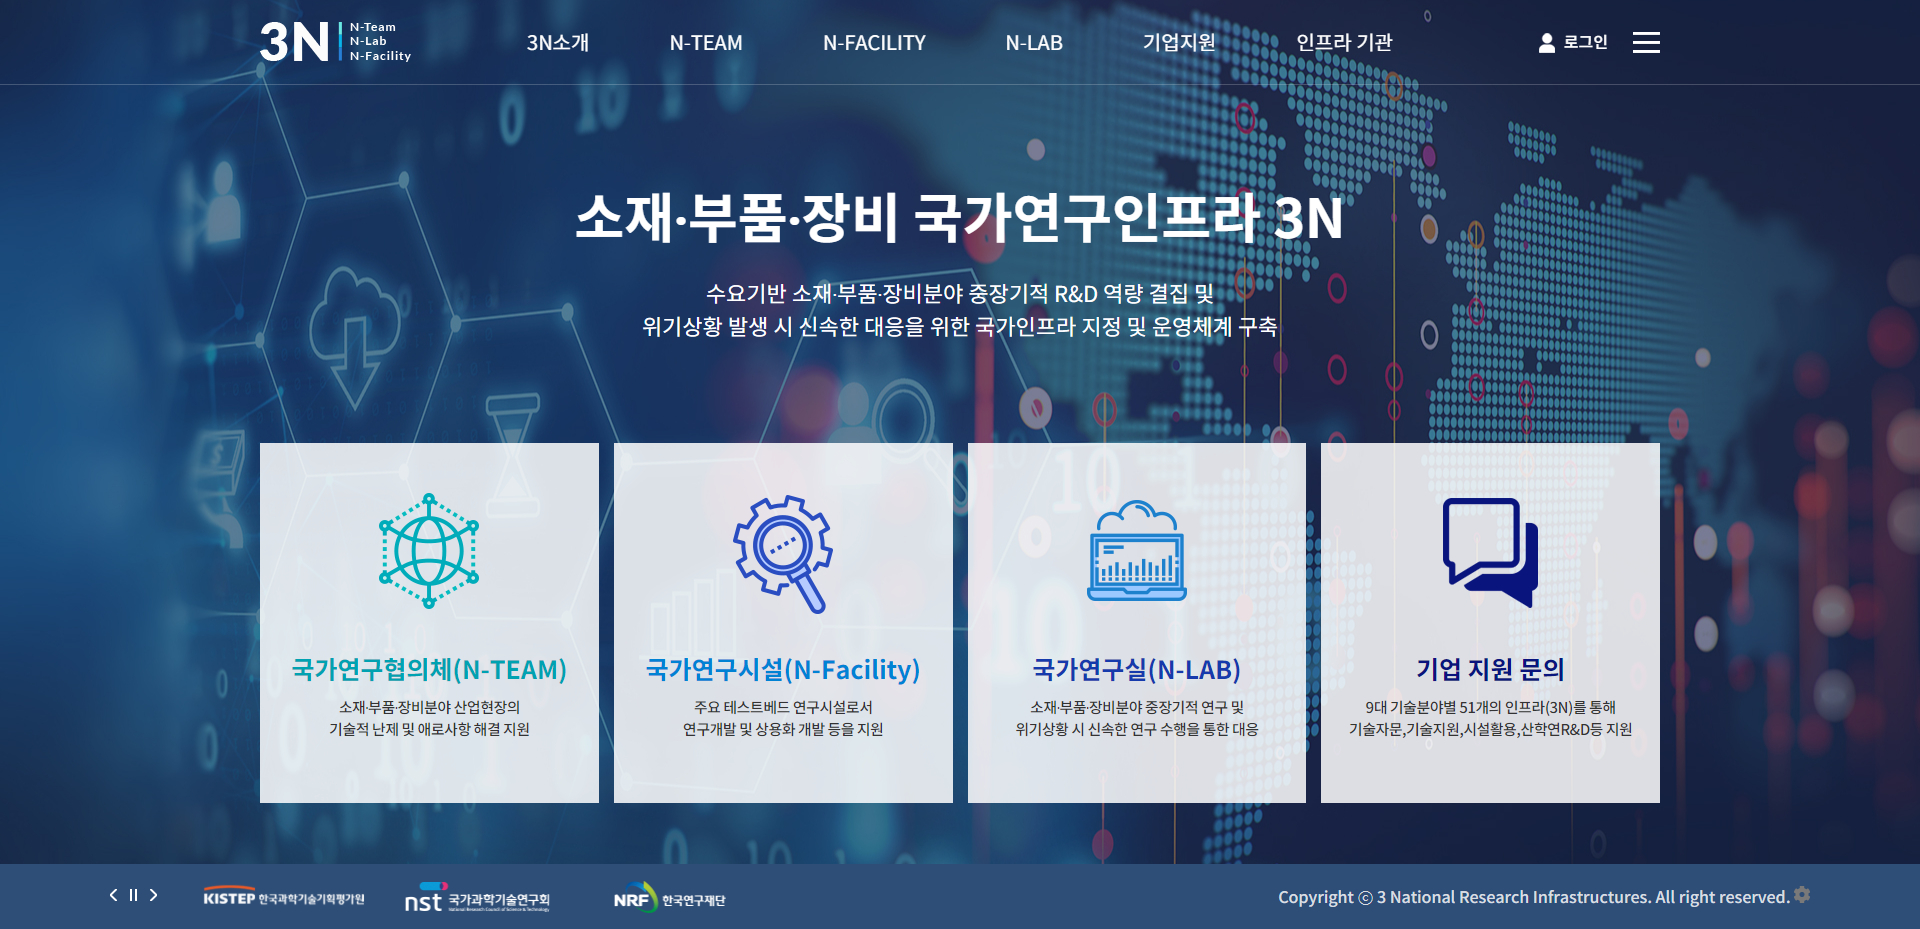 3N
N-Team
N-Lab
N-Facility
3N소개
N-TEAM
N-FACILITY
N-LAB
기업지원
인프라 기관
로그인
소재·부품·장비 국가연구인프라 3N
수요기반 소재·부품·장비분야 중장기적 R&D 역량 결집 및
위기상황 발생 시 신속한 대응을 위한 국가인프라 지정 및 운영체계 구축
국가연구협의체(N-TEAM)
소재·부품·장비분야 산업현장의
기술적 난제 및 애로사항 해결 지원
국가연구시설(N-Facility)
주요 테스트베드 연구시설로서
연구개발 및 상용화 개발 등을 지원
국가연구실(N-LAB)
소재·부품·장비분야 중장기적 연구 및
위기상황 시 신속한 연구 수행을 통한 대응
기업 지원 문의
9대 기술분야별 51개의 인프라(3N)를 통해
기술자문,기술지원,시설활용,산학연R&D등 지원
KISTEP 한국과학기술기획평가원
nst 국가과학기술연구회
National Research Council of Science & Technology
NRF 한국연구재단
Copyright ⓒ 3 National Research Infrastructures. All right reserved.